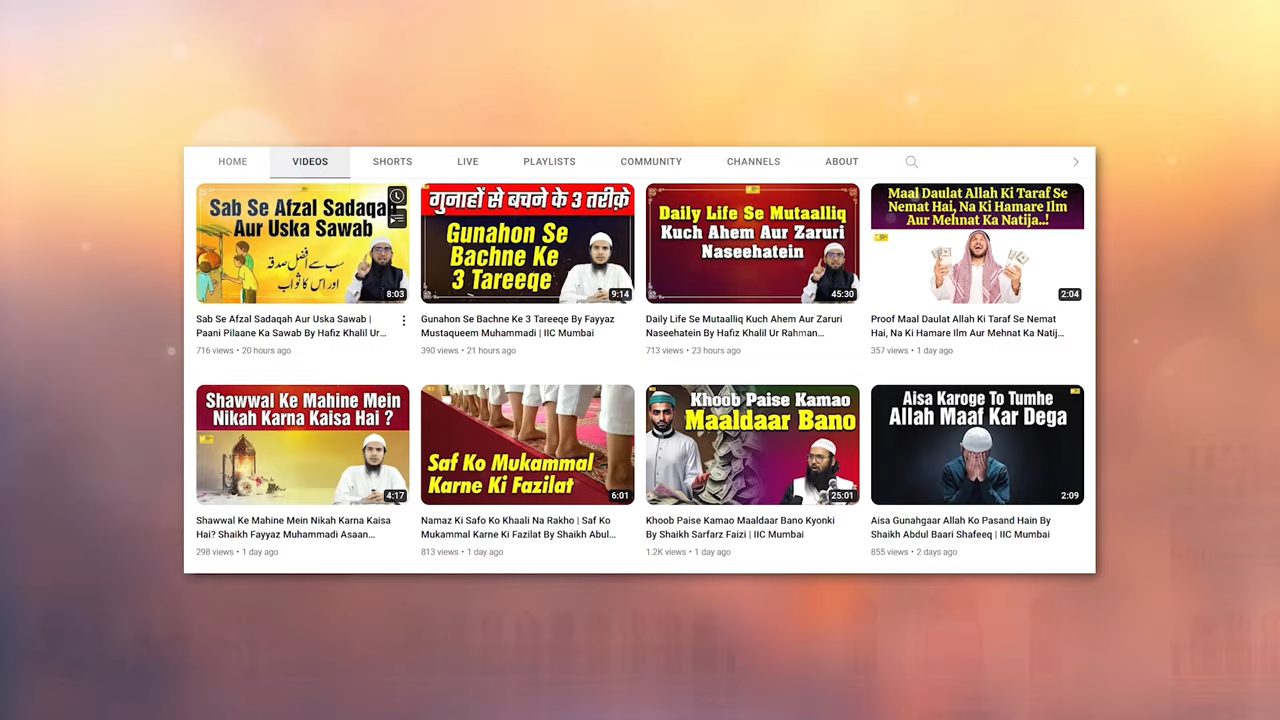 HOME VIDEOS SHORTS LIVE PLAYLISTS COMMUNITY CHANNELS ABOUT
Sab Se Afzal Sadaqah
Aur Uska Sawab
سب سے افضل صدقہ
اور اس کا ثواب
8:03
Sab Se Afzal Sadaqah Aur Uska Sawab |
Paani Pilaane Ka Sawab By Hafiz Khalil Ur...
716 views • 20 hours ago
गुनाहों से बचने के 3 तरीक़े
Gunahon Se
Bachne Ke
3 Tareeqe
9:14
Gunahon Se Bachne Ke 3 Tareeqe By Fayyaz
Mustaqueem Muhammadi | IIC Mumbai
390 views • 21 hours ago
Daily Life Se Mutaalliq
Kuch Ahem Aur Zaruri
Naseehatein
45:30
Daily Life Se Mutaalliq Kuch Ahem Aur Zaruri
Naseehatein By Hafiz Khalil Ur Rahman...
713 views • 23 hours ago
Maal Daulat Allah Ki Taraf Se
Nemat Hai, Na Ki Hamare Ilm
Aur Mehnat Ka Natija..!
2:04
Proof Maal Daulat Allah Ki Taraf Se Nemat
Hai, Na Ki Hamare Ilm Aur Mehnat Ka Natij...
357 views • 1 day ago
Shawwal Ke Mahine Mein
Nikah Karna Kaisa Hai ?
4:17
Shawwal Ke Mahine Mein Nikah Karna Kaisa
Hai? Shaikh Fayyaz Muhammadi Asaan...
298 views • 1 day ago
Saf Ko Mukammal
Karne Ki Fazilat
6:01
Namaz Ki Safo Ko Khaali Na Rakho | Saf Ko
Mukammal Karne Ki Fazilat By Shaikh Abul...
813 views • 1 day ago
Khoob Paise Kamao
Maaldaar Bano
25:01
Khoob Paise Kamao Maaldaar Bano Kyonki
By Shaikh Sarfarz Faizi | IIC Mumbai
1.2K views • 1 day ago
Aisa Karoge To Tumhe
Allah Maaf Kar Dega
2:09
Aisa Gunahgaar Allah Ko Pasand Hain By
Shaikh Abdul Baari Shafeeq | IIC Mumbai
855 views • 2 days ago